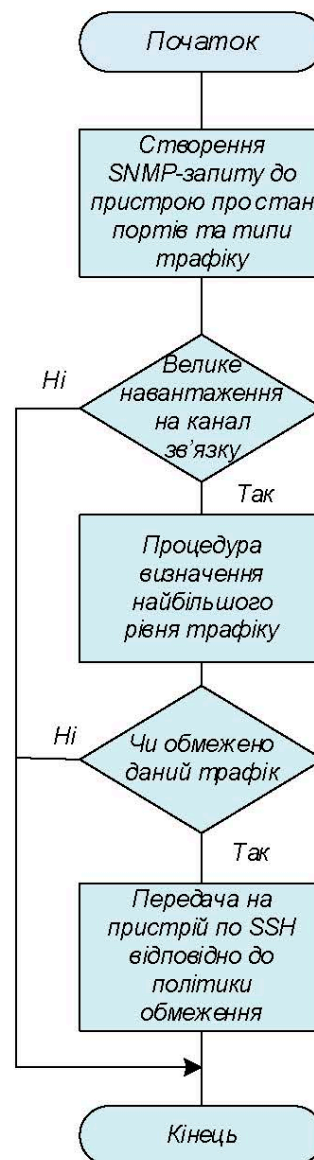 Початок
Створення
SNMP-запиту до
пристрою про стан
портів та типи
трафіку
Ні
Велике
навантаження
на канал
зв'язку
Так
Процедура
визначення
найбільшого
рівня трафіку
Ні
Чи обмежено
даний трафік
Так
Передача на
пристрій по SSH
відповідно до
політики
обмеження
Кінець